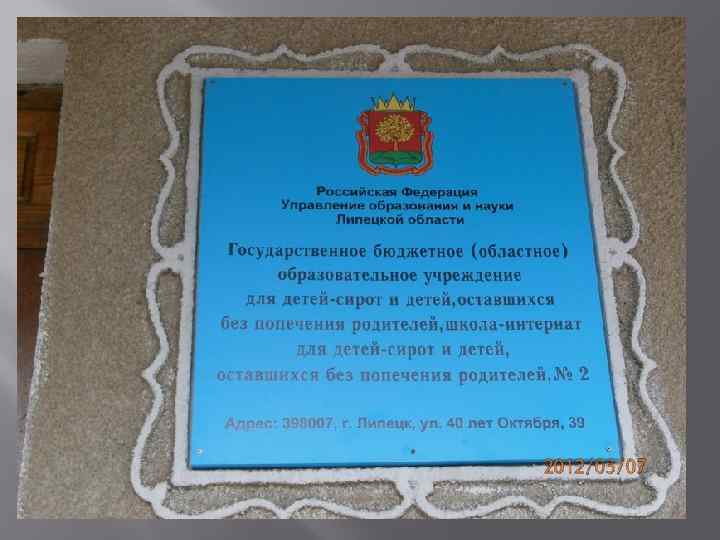 Российская Федерация
Управление образования и науки
Липецкой области
Государственное бюджетное (областное)
образовательное учреждение
для детей-сирот и детей, оставшихся
без попечения родителей, школа-интернат
для детей-сирот и детей,
оставшихся без попечения родителей, № 2
Адрес: 398007, г. Липецк, ул. 40 лет Октября, 39
2012/03/07